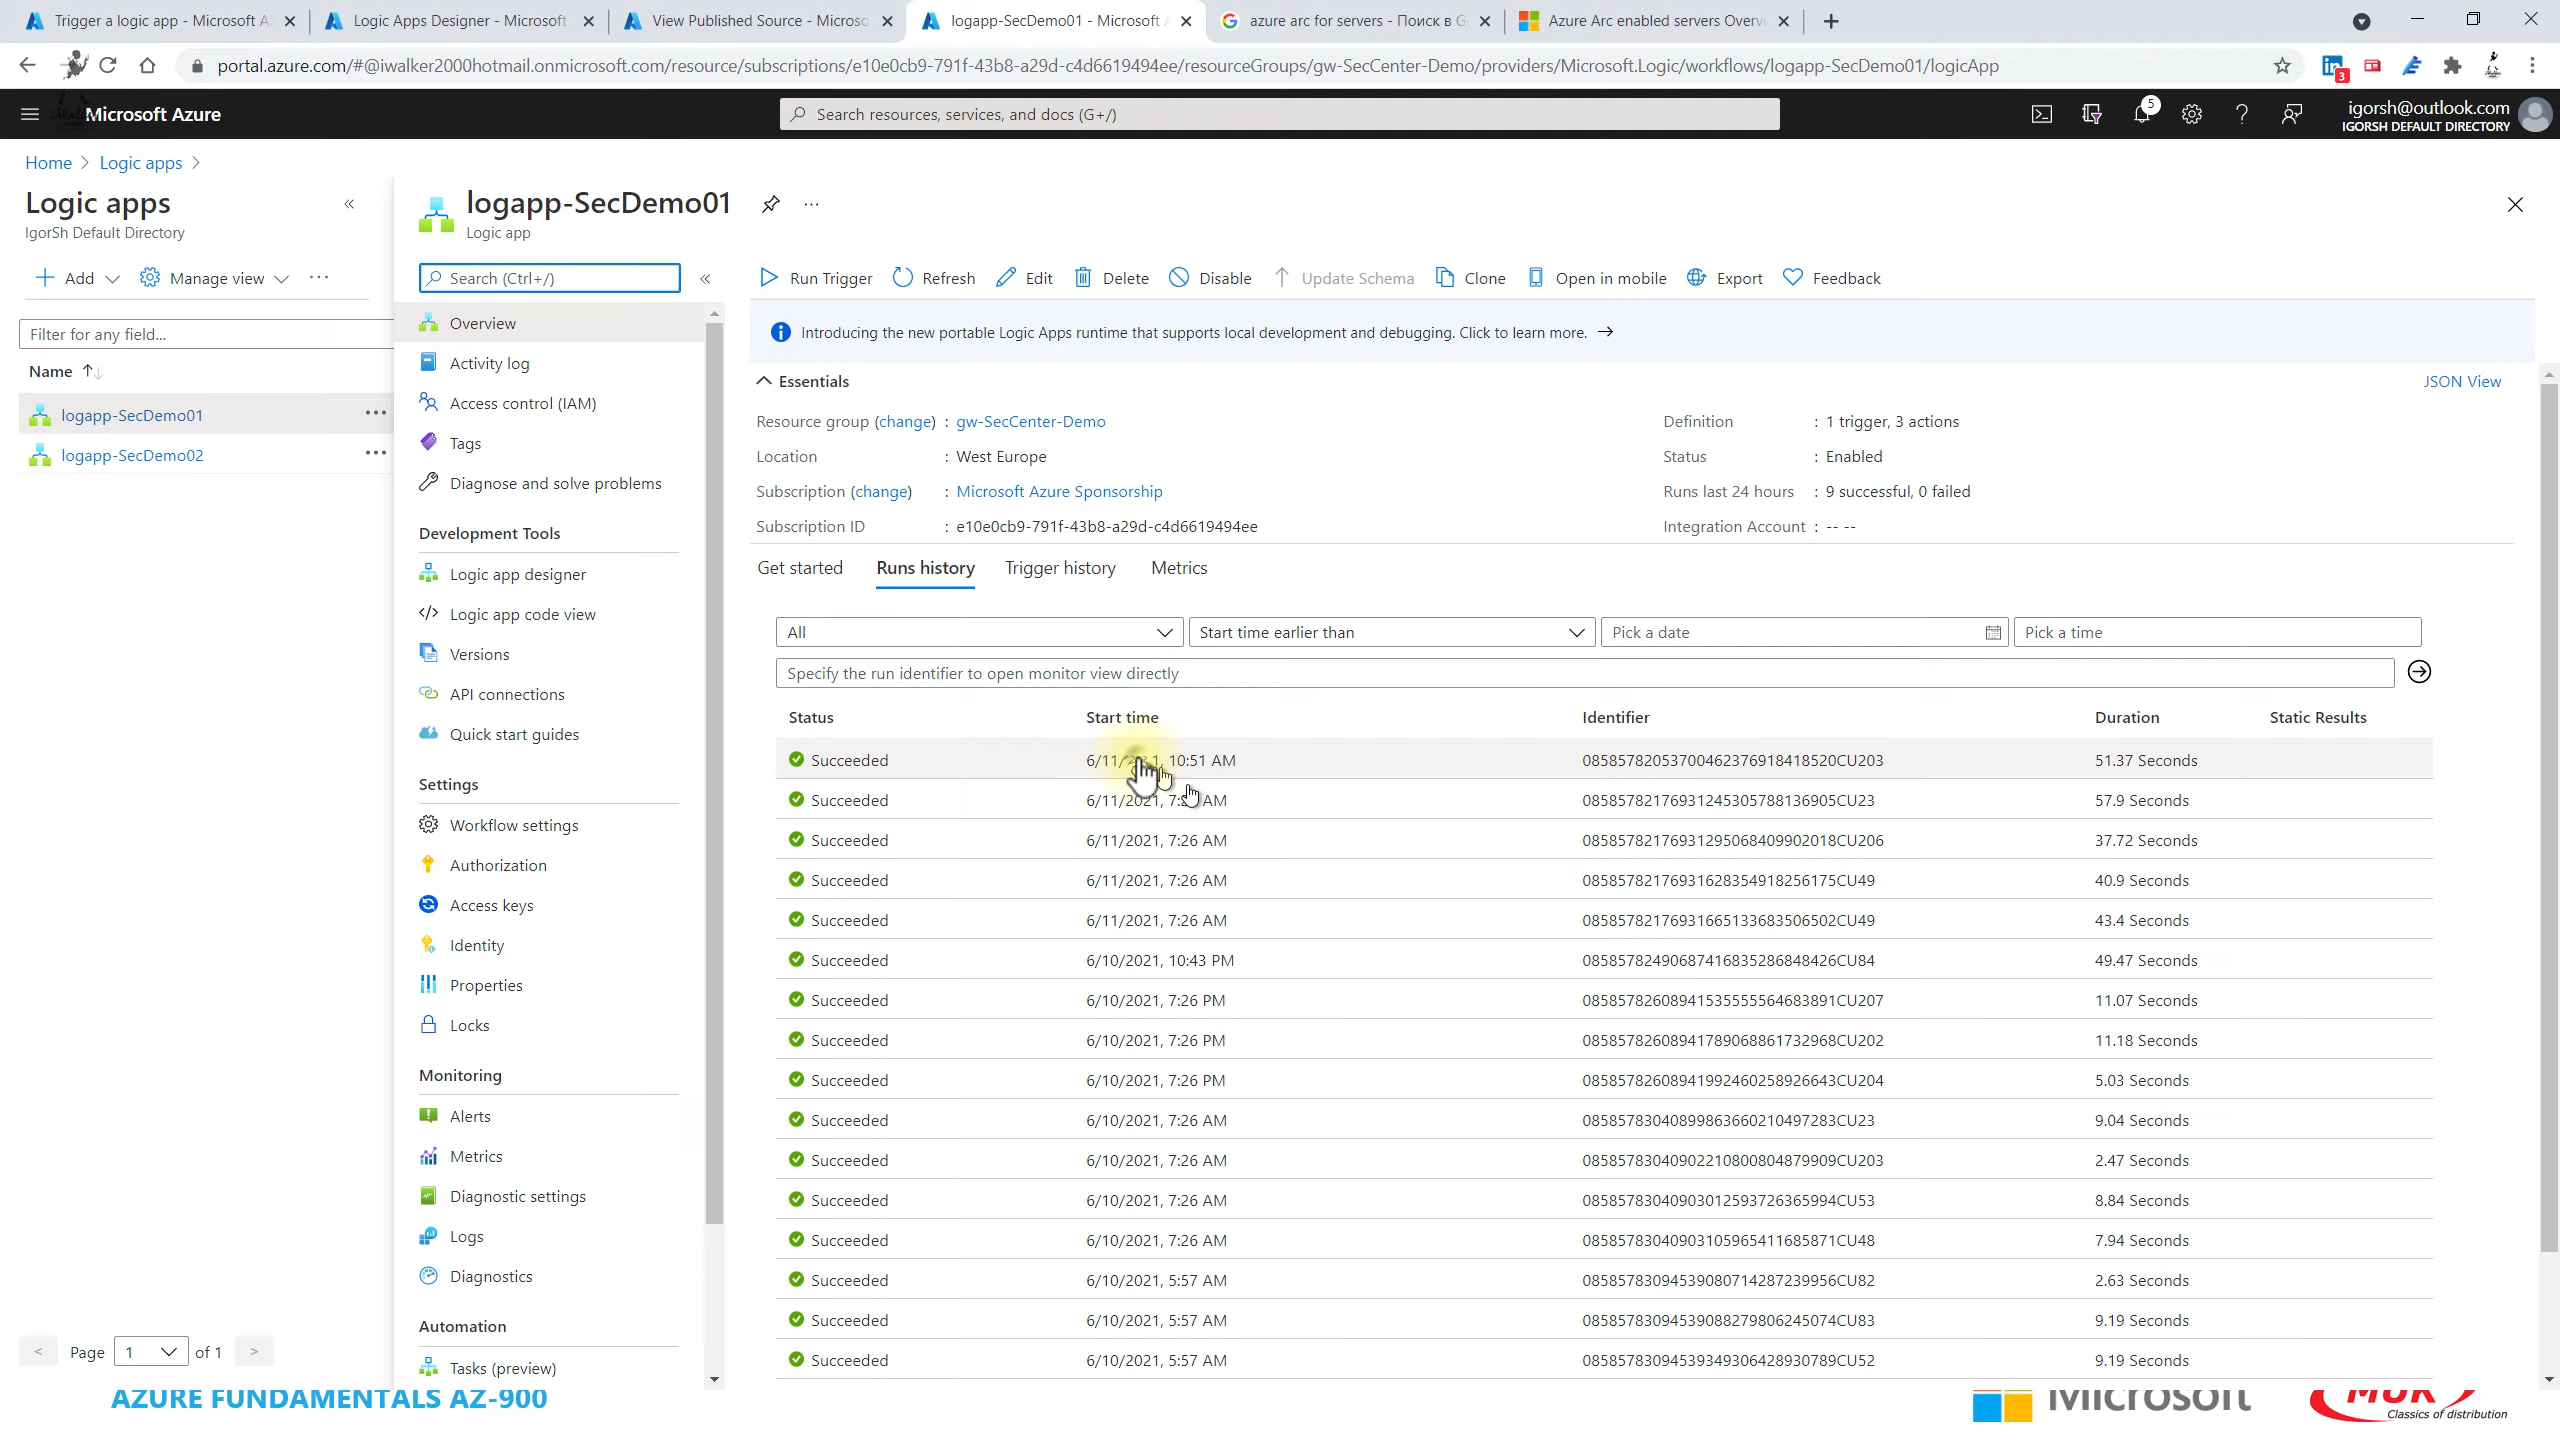 Trigger a logic app - Microsoft Az
Logic Apps Designer - Microsoft
View Published Source - Microso
logapp-SecDemo01 - Microsoft A
azure arc for servers - Поиск в G
Azure Arc enabled servers Overvi
portal.azure.com/#@iwalker2000hotmail.onmicrosoft.com/resource/subscriptions/e10e0cb9-791f-43b8-a29d-c4d6619494ee/resourceGroups/gw-SecCenter-Demo/providers/Microsoft.Logic/workflows/logapp-SecDemo01/logicApp
3
Microsoft Azure
Search resources, services, and docs (G+/)
5
igorsh@outlook.com
IGORSH DEFAULT DIRECTORY
Home > Logic apps >
Logic apps
IgorSh Default Directory
Add
Manage view
Filter for any field...
Name
logapp-SecDemo01
logapp-SecDemo02
< Page 1 of 1 >
logapp-SecDemo01
Logic app
Search (Ctrl+/)
Overview
Activity log
Access control (IAM)
Tags
Diagnose and solve problems
Development Tools
Logic app designer
Logic app code view
Versions
API connections
Quick start guides
Settings
Workflow settings
Authorization
Access keys
Identity
Properties
Locks
Monitoring
Alerts
Metrics
Diagnostic settings
Logs
Diagnostics
Automation
Tasks (preview)
Run Trigger Refresh Edit Delete Disable Update Schema Clone Open in mobile Export Feedback
Introducing the new portable Logic Apps runtime that supports local development and debugging. Click to learn more. →
Essentials
JSON View
Resource group (change) : gw-SecCenter-Demo
Location : West Europe
Subscription (change) : Microsoft Azure Sponsorship
Subscription ID : e10e0cb9-791f-43b8-a29d-c4d6619494ee
Definition : 1 trigger, 3 actions
Status : Enabled
Runs last 24 hours : 9 successful, 0 failed
Integration Account : -- --
Get started Runs history Trigger history Metrics
All Start time earlier than Pick a date Pick a time
Specify the run identifier to open monitor view directly
Status Start time Identifier Duration Static Results
Succeeded 10:51 AM 08585782053700462376918418520CU203 51.37 Seconds
Succeeded 6/11/2021, AM 08585782176931245305788136905CU23 57.9 Seconds
Succeeded 6/11/2021, 7:26 AM 08585782176931295068409902018CU206 37.72 Seconds
Succeeded 6/11/2021, 7:26 AM 08585782176931628354918256175CU49 40.9 Seconds
Succeeded 6/11/2021, 7:26 AM 08585782176931665133683506502CU49 43.4 Seconds
Succeeded 6/10/2021, 10:43 PM 08585782490687416835286848426CU84 49.47 Seconds
Succeeded 6/10/2021, 7:26 PM 08585782608941535555564683891CU207 11.07 Seconds
Succeeded 6/10/2021, 7:26 PM 08585782608941789068861732968CU202 11.18 Seconds
Succeeded 6/10/2021, 7:26 PM 08585782608941992460258926643CU204 5.03 Seconds
Succeeded 6/10/2021, 7:26 AM 08585783040899863660210497283CU23 9.04 Seconds
Succeeded 6/10/2021, 7:26 AM 08585783040902210800804879909CU203 2.47 Seconds
Succeeded 6/10/2021, 7:26 AM 08585783040903012593726365994CU53 8.84 Seconds
Succeeded 6/10/2021, 7:26 AM 08585783040903105965411685871CU48 7.94 Seconds
Succeeded 6/10/2021, 5:57 AM 08585783094539080714287239956CU82 2.63 Seconds
Succeeded 6/10/2021, 5:57 AM 08585783094539088279806245074CU83 9.19 Seconds
Succeeded 6/10/2021, 5:57 AM 08585783094539349306428930789CU52 9.19 Seconds
AZURE FUNDAMENTALS AZ-900
Microsoft
MUK
Classics of distribution